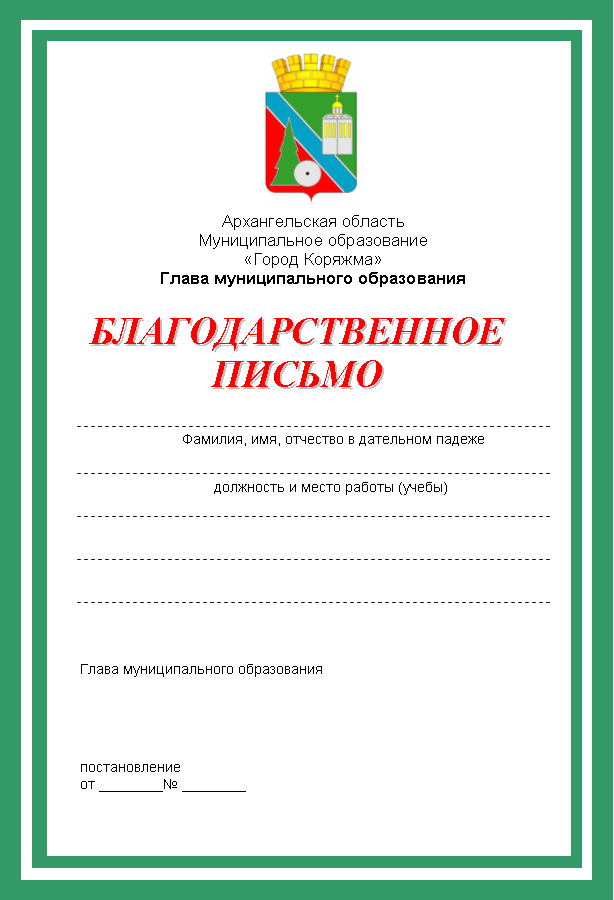 Архангельская область
Муниципальное образование
«Город Коряжма»
Глава муниципального образования
БЛАГОДАРСТВЕННОЕ
ПИСЬМО
Фамилия, имя, отчество в дательном падеже
должность и место работы (учебы)
Глава муниципального образования
постановление
от ________№ ________